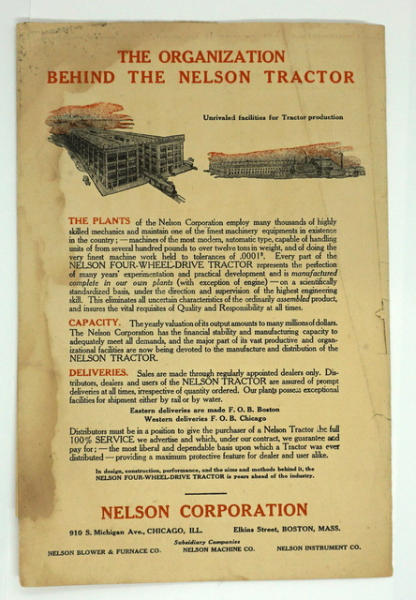 THE ORGANIZATION
BEHIND THE NELSON TRACTOR
Unrivaled facilities for Tractor production
THE PLANTS of the Nelson Corporation employ many thousands of highly
skilled mechanics and maintain one of the finest machinery equipments in existence
in the country; — machines of the most modern, automatic type, capable of handling
units of from several hundred pounds to over twelve tons in weight, and of doing the
very finest machine work held to tolerances of .0001". Every part of the
NELSON FOUR-WHEEL-DRIVE TRACTOR represents the perfection
of many years' experimentation and practical development and is manufactured
complete in our own plants (with exception of engine) — on a scientifically
standardized basis, under the direction and supervision of the highest engineering
skill. This eliminates all uncertain characteristics of the ordinarily assembled product,
and insures the vital requisites of Quality and Responsibility at all times.
CAPACITY. The yearly valuation of its output amounts to many millions of dollars.
The Nelson Corporation has the financial stability and manufacturing capacity to
adequately meet all demands, and the major part of its vast productive and organ-
izational facilities are now being devoted to the manufacture and distribution of the
NELSON TRACTOR.
DELIVERIES. Sales are made through regularly appointed dealers only. Dis-
tributors, dealers and users of the NELSON TRACTOR are assured of prompt
deliveries at all times, irrespective of quantity ordered. Our plants possess exceptional
facilities for shipment either by rail or by water.
Eastern deliveries are made F. O. B. Boston
Western deliveries F. O. B. Chicago
Distributors must be in a position to give the purchaser of a Nelson Tractor the full
100% SERVICE we advertise and which, under our contract, we guarantee and
pay for; — the most liberal and dependable basis upon which a Tractor was ever
distributed — providing a maximum protective feature for dealer and user alike.
In design, construction, performance, and the aims and methods behind it, the
NELSON FOUR-WHEEL-DRIVE TRACTOR is years ahead of the industry.
NELSON CORPORATION
910 S. Michigan Ave., CHICAGO, ILL. Elkins Street, BOSTON, MASS.
Subsidiary Companies
NELSON BLOWER & FURNACE CO. NELSON MACHINE CO. NELSON INSTRUMENT CO.